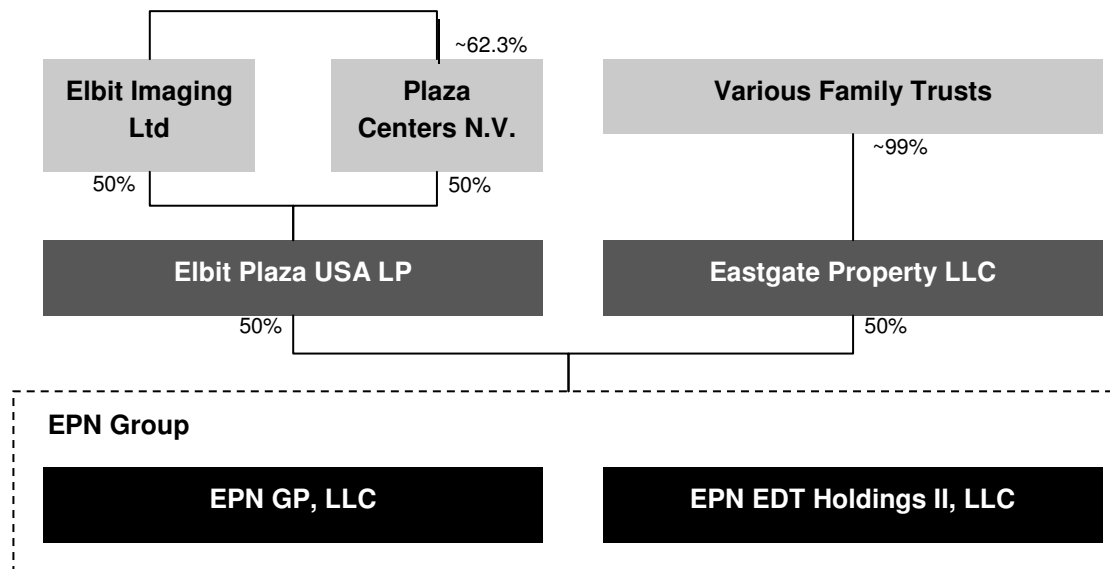 ~62.3%
Elbit Imaging
Ltd
Plaza
Centers N.V.
Various Family Trusts
50%
50%
~99%
Elbit Plaza USA LP
Eastgate Property LLC
50%
50%
EPN Group
EPN GP, LLC
EPN EDT Holdings II, LLC